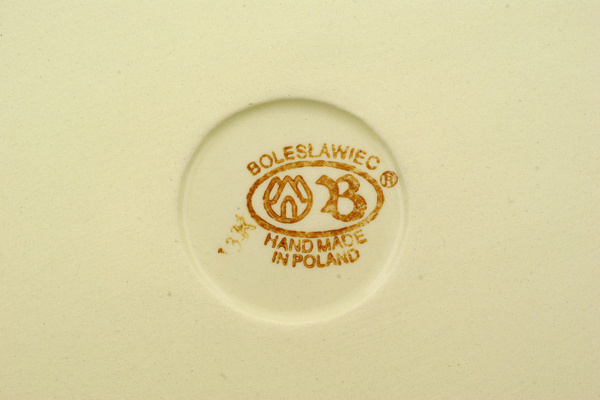 BOLESŁAWIEC
B ®
HAND MADE
IN POLAND